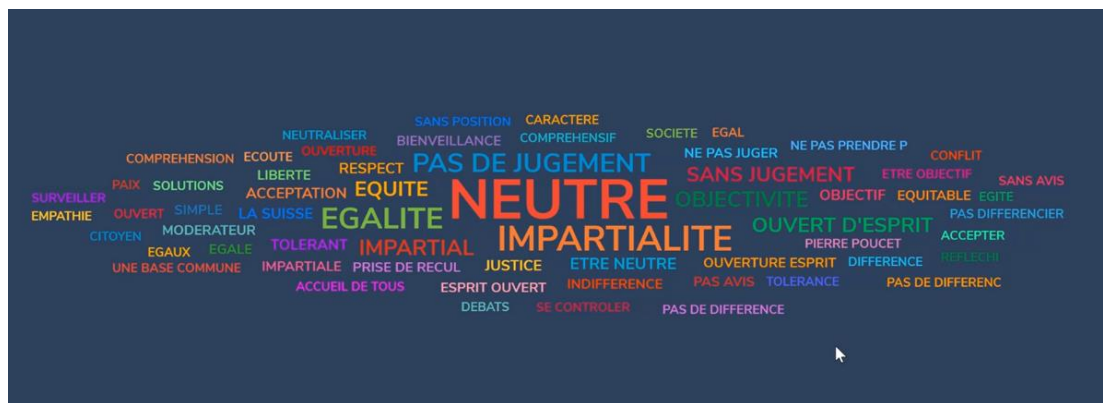 SANS POSITION CARACTERE
NEUTRALISER BIENVEILLANCE COMPREHENSIF SOCIETE EGAL
COMPREHENSION ECOUTE OUVERTURE PAS DE JUGEMENT NE PAS JUGER NE PAS PRENDRE P CONFLIT
LIBERTE RESPECT SANS JUGEMENT ETRE OBJECTIF SANS AVIS
SURVEILLER PAIX SOLUTIONS ACCEPTATION EQUITE NEUTRE OBJECTIVITE OBJECTIF EQUITABLE EGITE
EMPATHIE OUVERT SIMPLE LA SUISSE EGALITE OUVERT D'ESPRIT PAS DIFFERENCIER
CITOYEN MODERATEUR IMPARTIALITE PIERRE POUCET ACCEPTER
EGAUX EGALE TOLERANT IMPARTIAL
UNE BASE COMMUNE IMPARTIALE PRISE DE RECUL JUSTICE ETRE NEUTRE OUVERTURE ESPRIT DIFFERENCE REFLECHI
ACCUEIL DE TOUS ESPRIT OUVERT INDIFFERENCE PAS AVIS TOLERANCE PAS DE DIFFERENC
DEBATS SE CONTROLER PAS DE DIFFERENCE